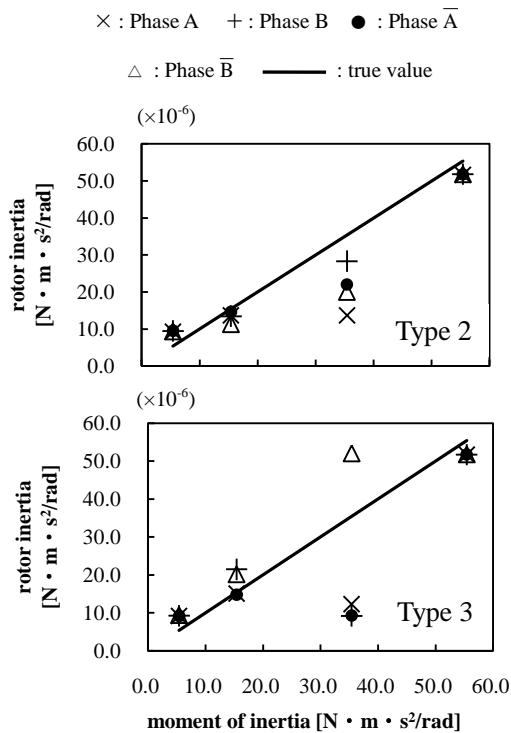 × : Phase A + : Phase B ● : Phase A̅
△ : Phase B̅ : true value
(×10⁻⁶)
60.0
50.0
40.0
30.0
20.0
10.0
0.0
rotor inertia
[N・m・s²/rad]
Type 2
(×10⁻⁶)
60.0
50.0
40.0
30.0
20.0
10.0
0.0
rotor inertia
[N・m・s²/rad]
Type 3
0.0 10.0 20.0 30.0 40.0 50.0 60.0
moment of inertia [N・m・s²/rad]